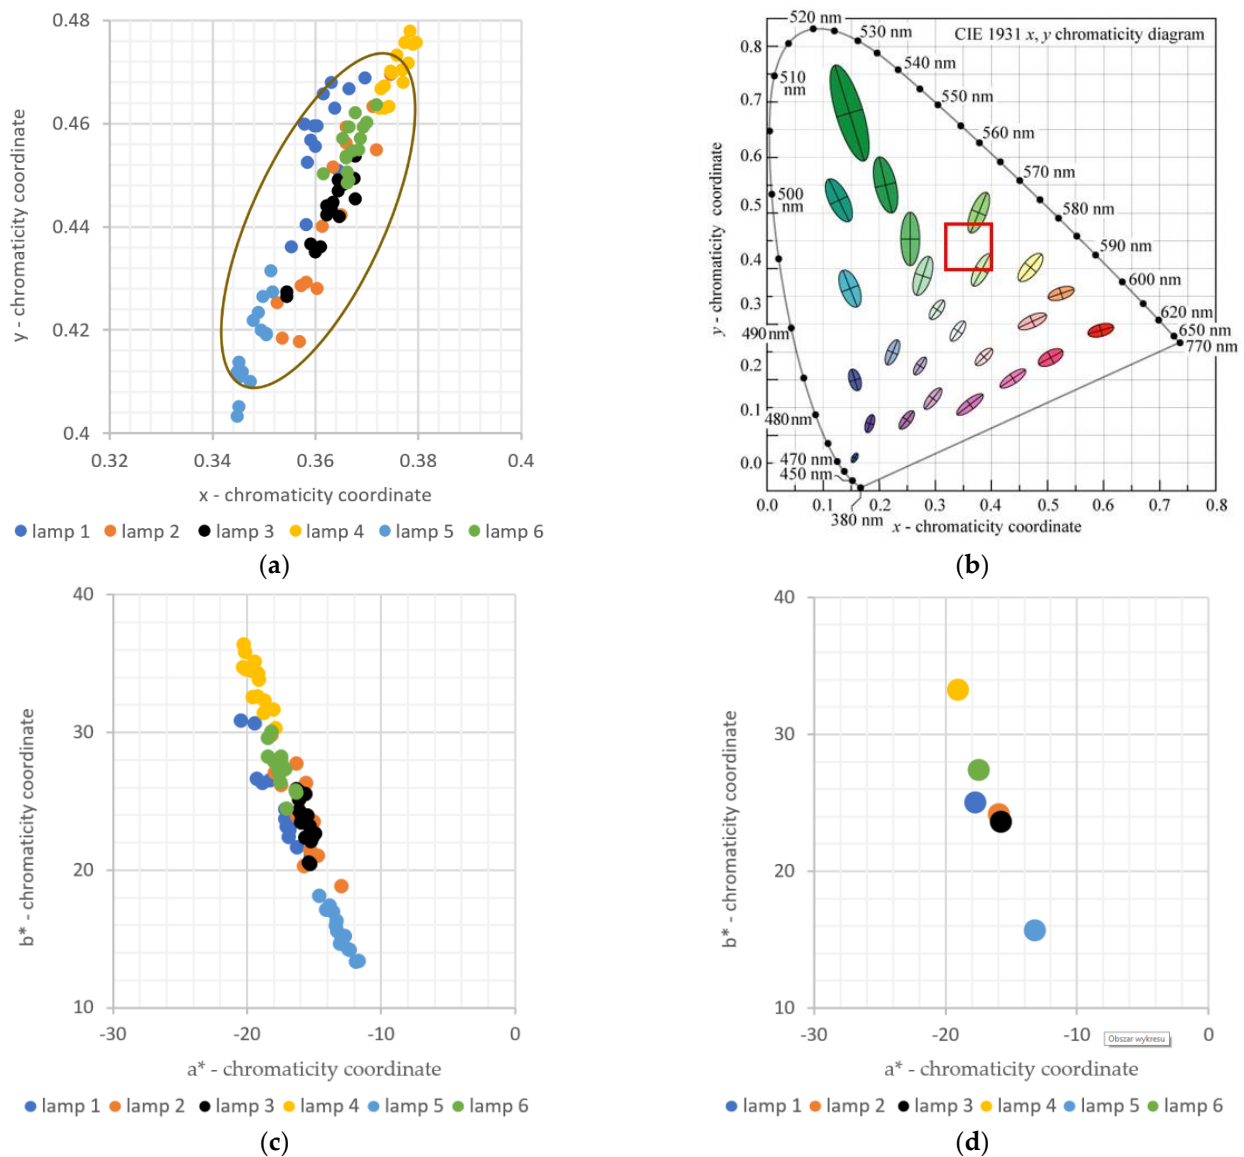 0.48
0.46
0.44
0.42
0.4
0.32
0.34
0.36
0.38
0.4
y - chromaticity coordinate
x - chromaticity coordinate
lamp 1 lamp 2 lamp 3 lamp 4 lamp 5 lamp 6
(a)
CIE 1931 x, y chromaticity diagram
520 nm
530 nm
540 nm
550 nm
560 nm
570 nm
580 nm
590 nm
600 nm
620 nm
650 nm
770 nm
510
nm
500
nm
490nm
480nm
470 nm
450nm
380 nm
0.8
0.7
0.6
0.5
0.4
0.3
0.2
0.1
0.0
0.0 0.1 0.2 0.3 0.4 0.5 0.6 0.7 0.8
y - chromaticity coordinate
x - chromaticity coordinate
(b)
40
30
20
10
-30 -20 -10 0
b* - chromaticity coordinate
a* - chromaticity coordinate
lamp 1 lamp 2 lamp 3 lamp 4 lamp 5 lamp 6
(c)
40
30
20
10
-30 -20 -10 0
b* - chromaticity coordinate
Obszar wykresu
a* - chromaticity coordinate
lamp 1 lamp 2 lamp 3 lamp 4 lamp 5 lamp 6
(d)